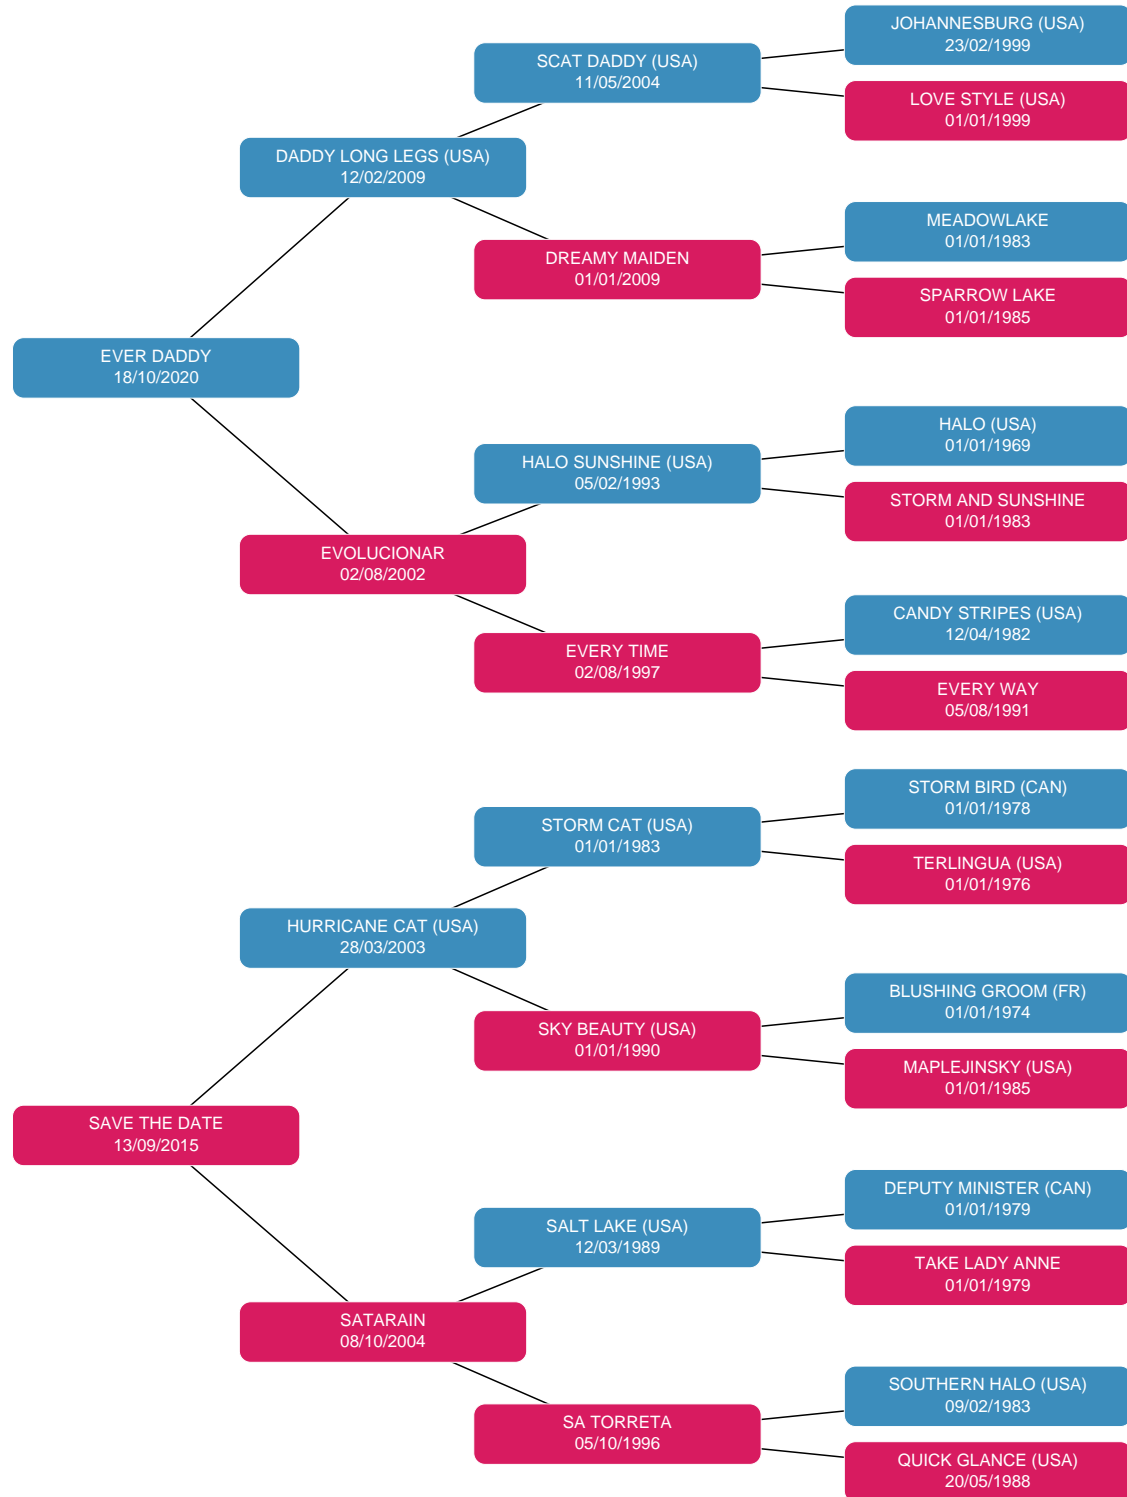 JOHANNESBURG (USA)
23/02/1999
SCAT DADDY (USA)
11/05/2004
LOVE STYLE (USA)
01/01/1999
DADDY LONG LEGS (USA)
12/02/2009
MEADOWLAKE
01/01/1983
DREAMY MAIDEN
01/01/2009
SPARROW LAKE
01/01/1985
EVER DADDY
18/10/2020
HALO (USA)
01/01/1969
HALO SUNSHINE (USA)
05/02/1993
STORM AND SUNSHINE
01/01/1983
EVOLUCIONAR
02/08/2002
CANDY STRIPES (USA)
12/04/1982
EVERY TIME
02/08/1997
EVERY WAY
05/08/1991
STORM BIRD (CAN)
01/01/1978
STORM CAT (USA)
01/01/1983
TERLINGUA (USA)
01/01/1976
HURRICANE CAT (USA)
28/03/2003
BLUSHING GROOM (FR)
01/01/1974
SKY BEAUTY (USA)
01/01/1990
MAPLEJINSKY (USA)
01/01/1985
SAVE THE DATE
13/09/2015
DEPUTY MINISTER (CAN)
01/01/1979
SALT LAKE (USA)
12/03/1989
TAKE LADY ANNE
01/01/1979
SATARAIN
08/10/2004
SOUTHERN HALO (USA)
09/02/1983
SA TORRETA
05/10/1996
QUICK GLANCE (USA)
20/05/1988